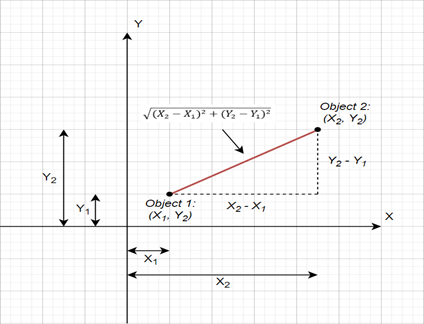 Y
√(X₂ − X₁)² + (Y₂ − Y₁)²
Object 2:
(X₂, Y₂)
Y₂
Y₂ - Y₁
Y₁
Object 1:
(X₁, Y₂)
X₂ - X₁
X
X₁
X₂